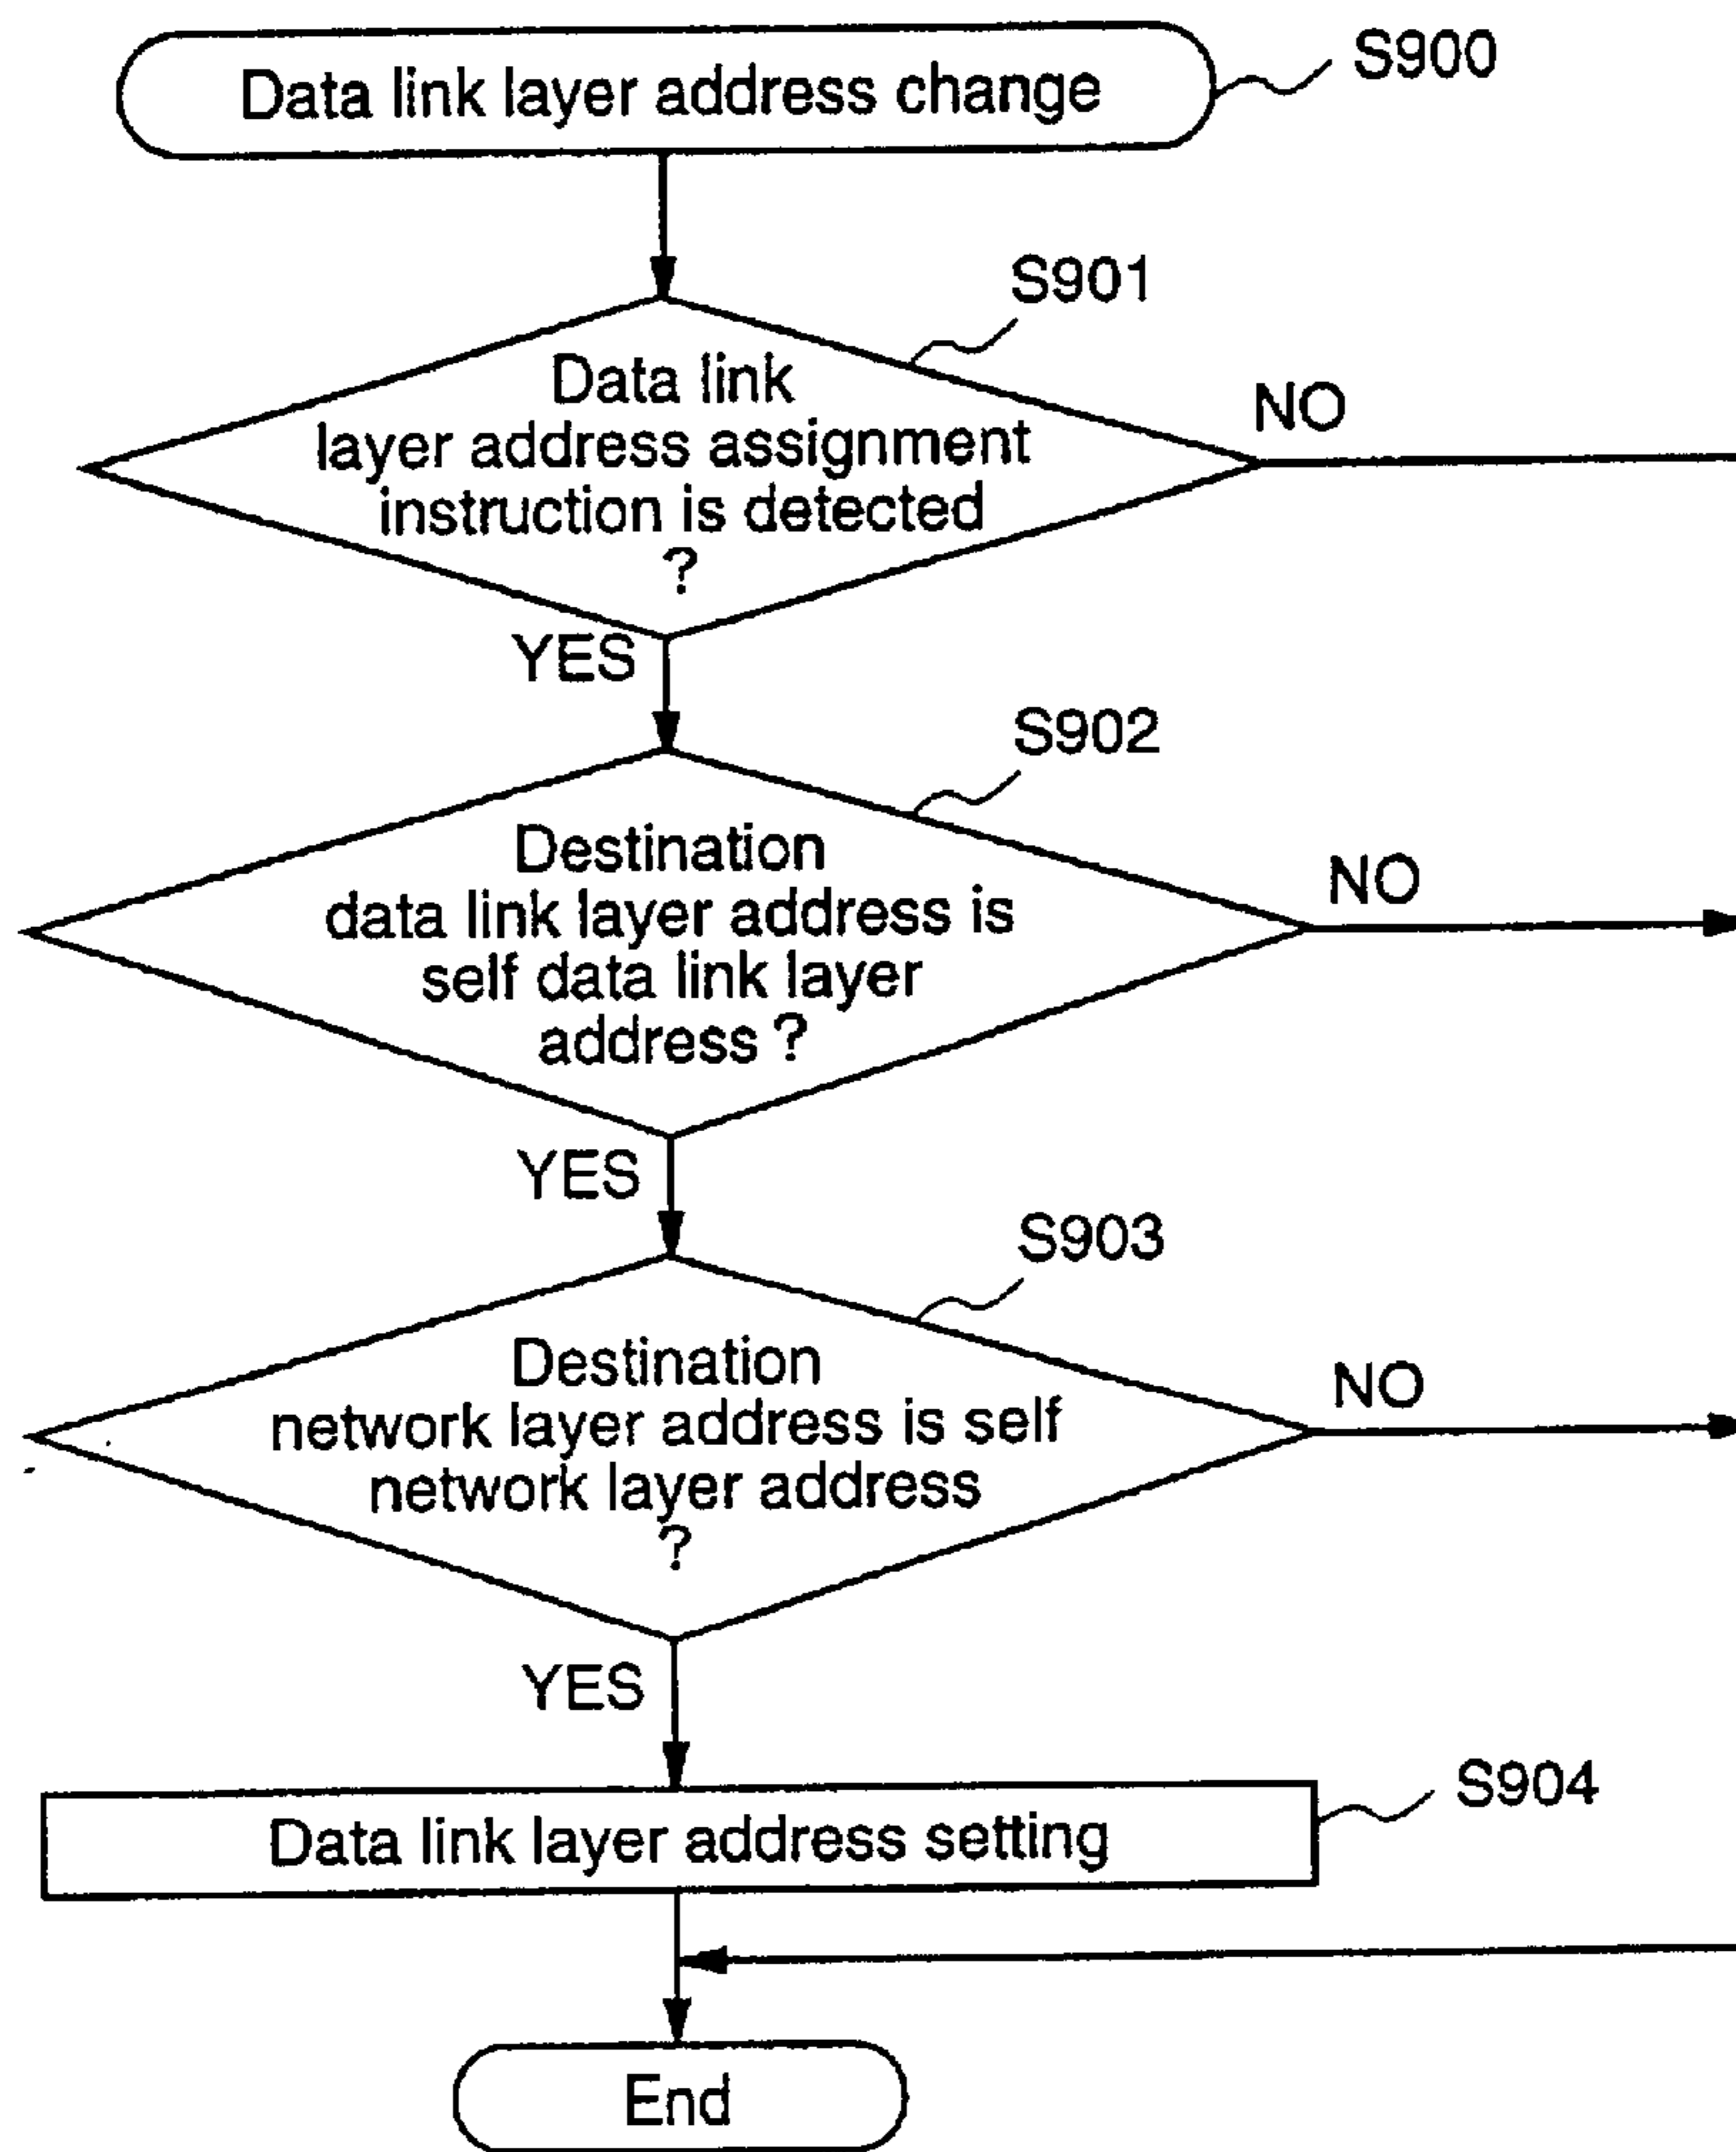 Data link layer address change
S900
S901
Data link
layer address assignment
instruction is detected
?
NO
YES
S902
Destination
data link layer address is
self data link layer
address ?
NO
YES
S903
Destination
network layer address is self
network layer address
?
NO
YES
S904
Data link layer address setting
End